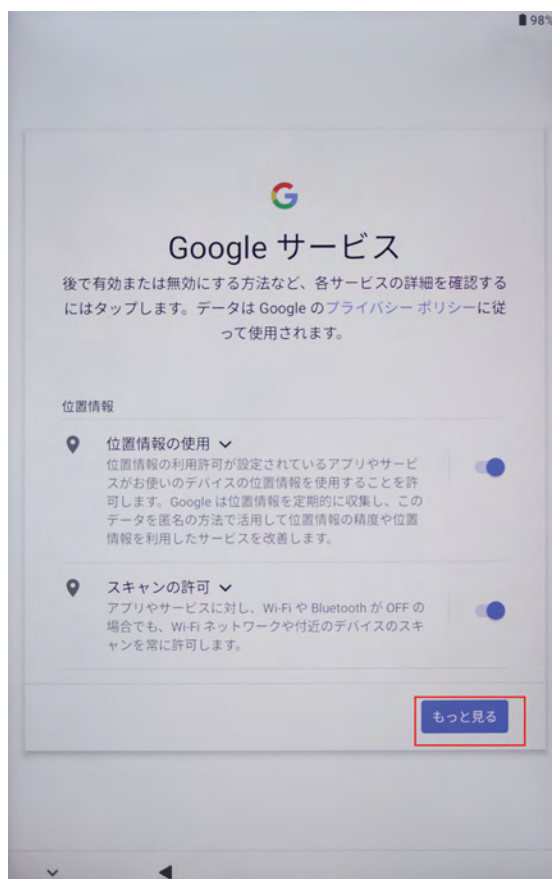 98%
Google サービス
後で有効または無効にする方法など、各サービスの詳細を確認する
にはタップします。データは Google のプライバシー ポリシーに従
って使用されます。
位置情報
位置情報の使用
位置情報の利用許可が設定されているアプリやサービ
スがお使いのデバイスの位置情報を使用することを許
可します。Google は位置情報を定期的に収集し、この
データを匿名の方法で活用して位置情報の精度や位置
情報を利用したサービスを改善します。
スキャンの許可
アプリやサービスに対し、Wi-Fi や Bluetooth が OFF の
場合でも、Wi-Fi ネットワークや付近のデバイスのスキ
ャンを常に許可します。
もっと見る